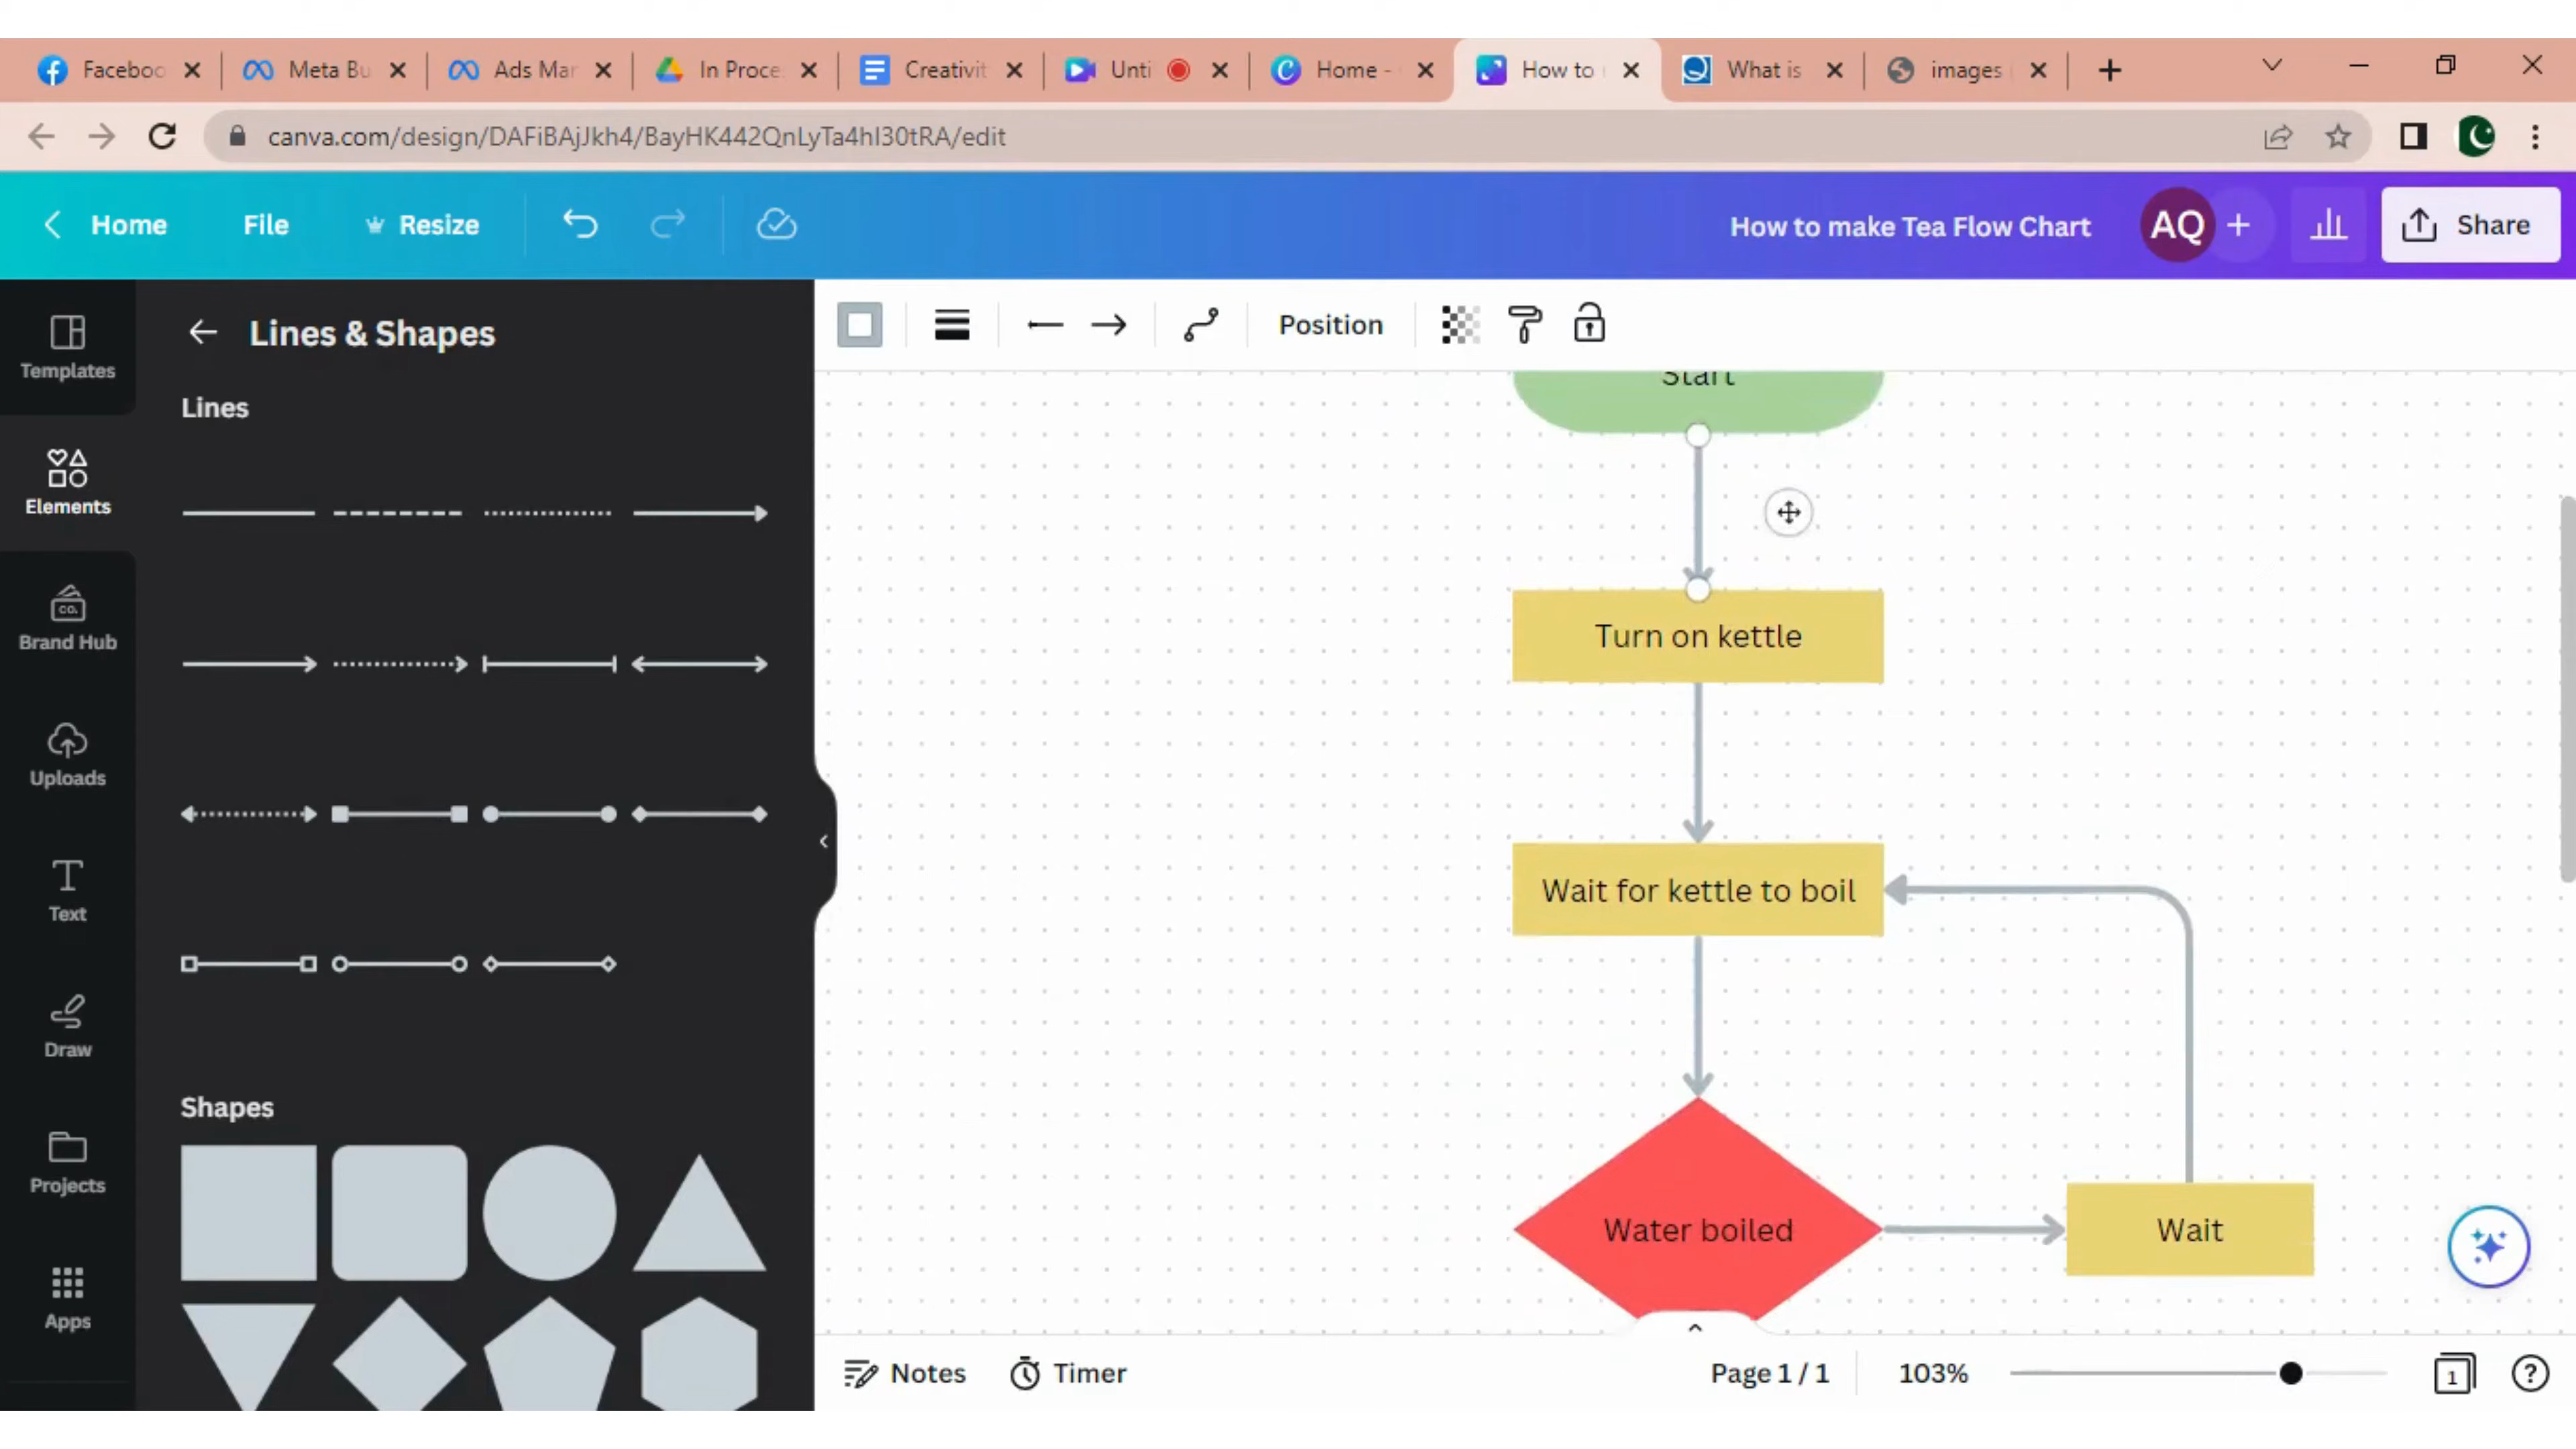 Faceboo
Meta Bu
Ads Mar
In Proce
Creativit
Unti
Home -
How to
What is
images
canva.com/design/DAFiBAjJkh4/BayHK442QnLyTa4hI30tRA/edit
Home
File
Resize
How to make Tea Flow Chart
AQ
Share
Templates
Elements
CO.
Brand Hub
Uploads
Text
Draw
Projects
Apps
Lines & Shapes
Lines
Shapes
Position
Start
Turn on kettle
Wait for kettle to boil
Water boiled
Wait
Notes
Timer
Page 1 / 1
103%
1